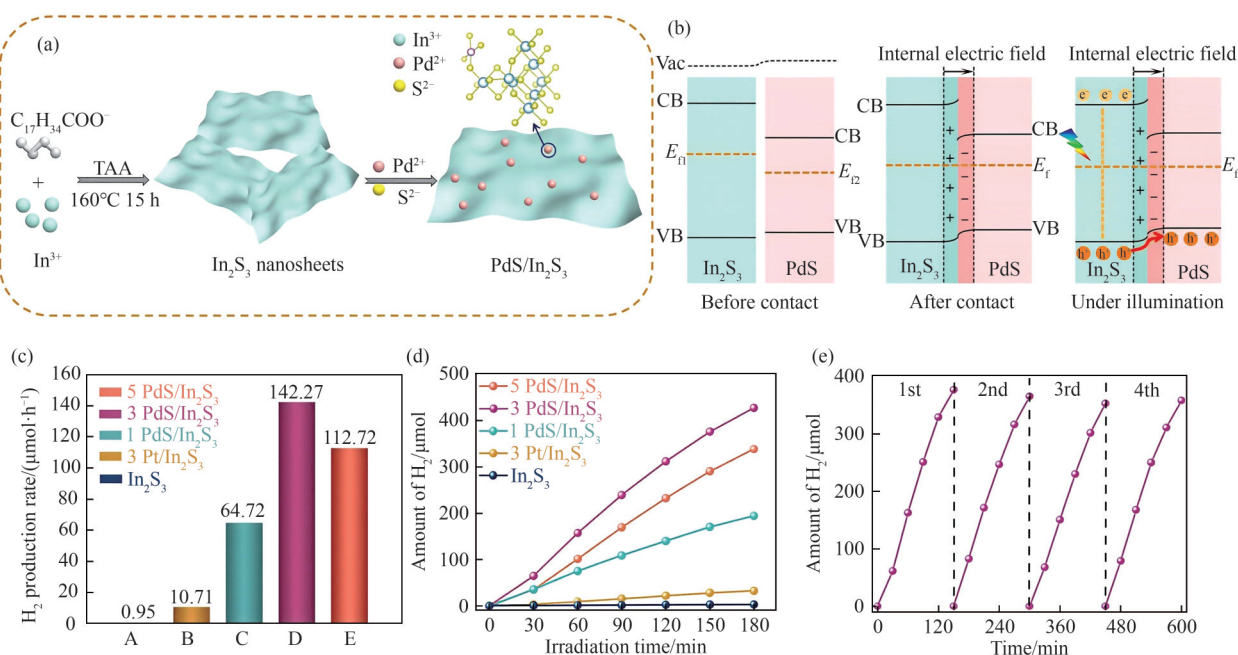 (a)
In³⁺
Pd²⁺
S²⁻
C₁₇H₃₄COO⁻
+
In³⁺
TAA
160℃ 15 h
In₂S₃ nanosheets
Pd²⁺
S²⁻
PdS/In₂S₃
(b)
Vac
CB
E_f1
VB
In₂S₃
CB
E_f2
VB
PdS
Before contact
Internal electric field
CB
E_f
VB
+ + + + +
− − − − −
In₂S₃
PdS
After contact
Internal electric field
e⁻ e⁻ e⁻
+ + + + +
− − − − −
E_f
h⁺ h⁺ h⁺
h⁺ h⁺ h⁺
In₂S₃
PdS
Under illumination
(c)
H₂ production rate/(μmol·h⁻¹)
160
140
120
100
80
60
40
20
0
5 PdS/In₂S₃
3 PdS/In₂S₃
1 PdS/In₂S₃
3 Pt/In₂S₃
In₂S₃
0.95
10.71
64.72
142.27
112.72
A B C D E
(d)
Amount of H₂/μmol
500
400
300
200
100
0
5 PdS/In₂S₃
3 PdS/In₂S₃
1 PdS/In₂S₃
3 Pt/In₂S₃
In₂S₃
0 30 60 90 120 150 180
Irradiation time/min
(e)
Amount of H₂/μmol
400
300
200
100
0
1st 2nd 3rd 4th
0 120 240 360 480 600
Time/min